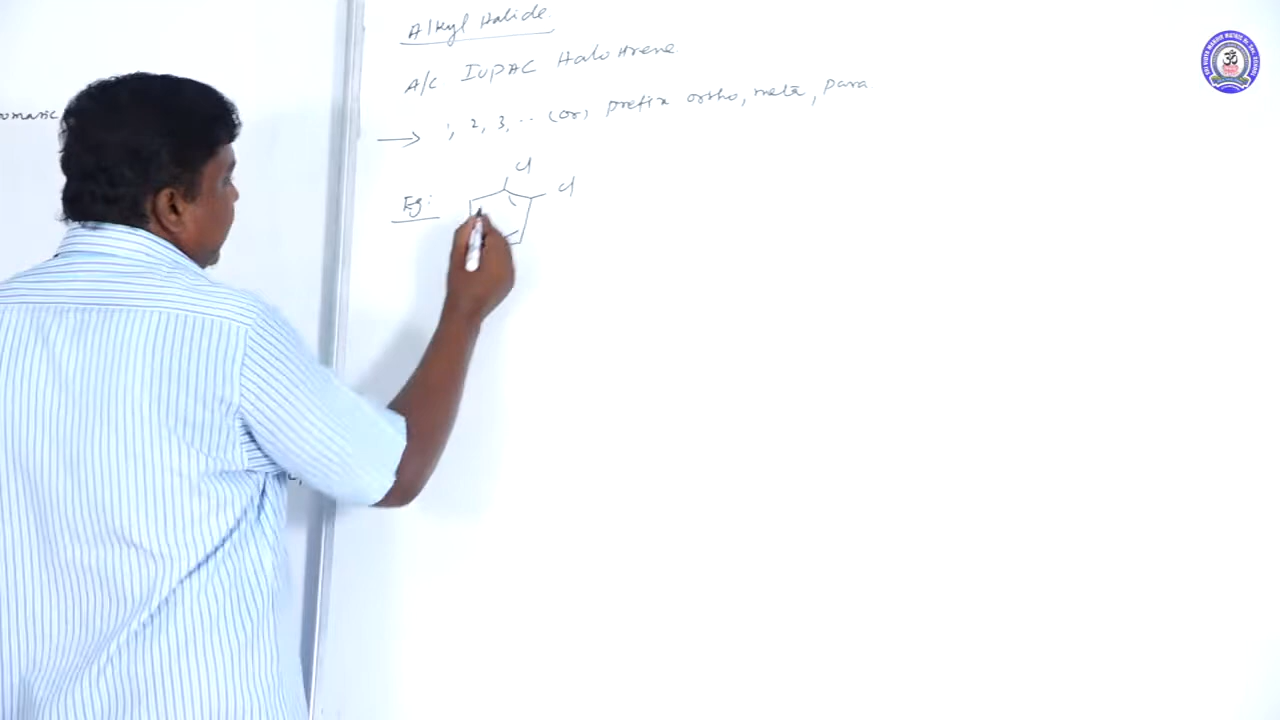 Alkyl Halide.
A/C IUPAC Halo Arene.
→ 1, 2, 3, .. (or) prefix ortho, meta, para
Cl
Eg: Cl